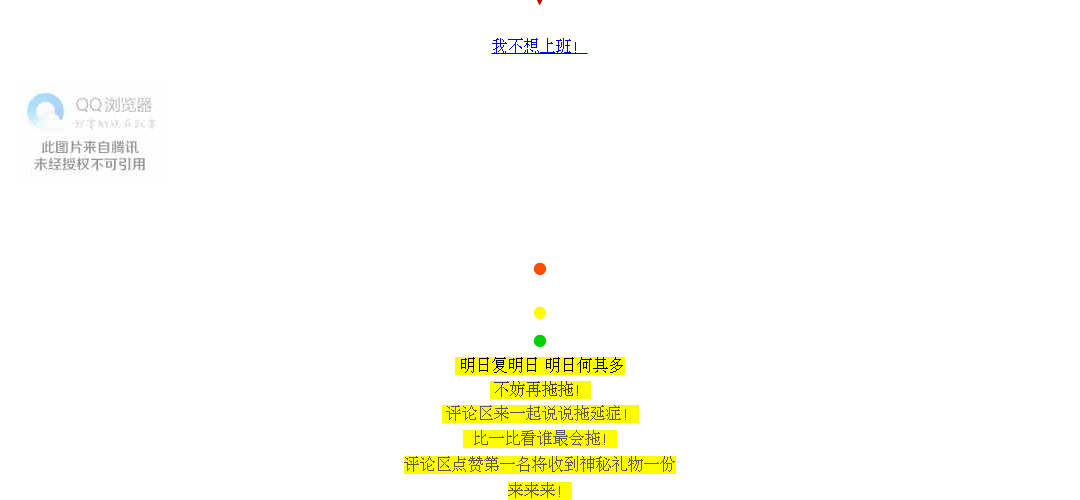 我不想上班！
QQ浏览器
此图片来自腾讯
未经授权不可引用
明日复明日 明日何其多
不妨再拖拖！
评论区来一起说说拖延症！
比一比看谁最会拖！
评论区点赞第一名将收到神秘礼物一份
来来来！